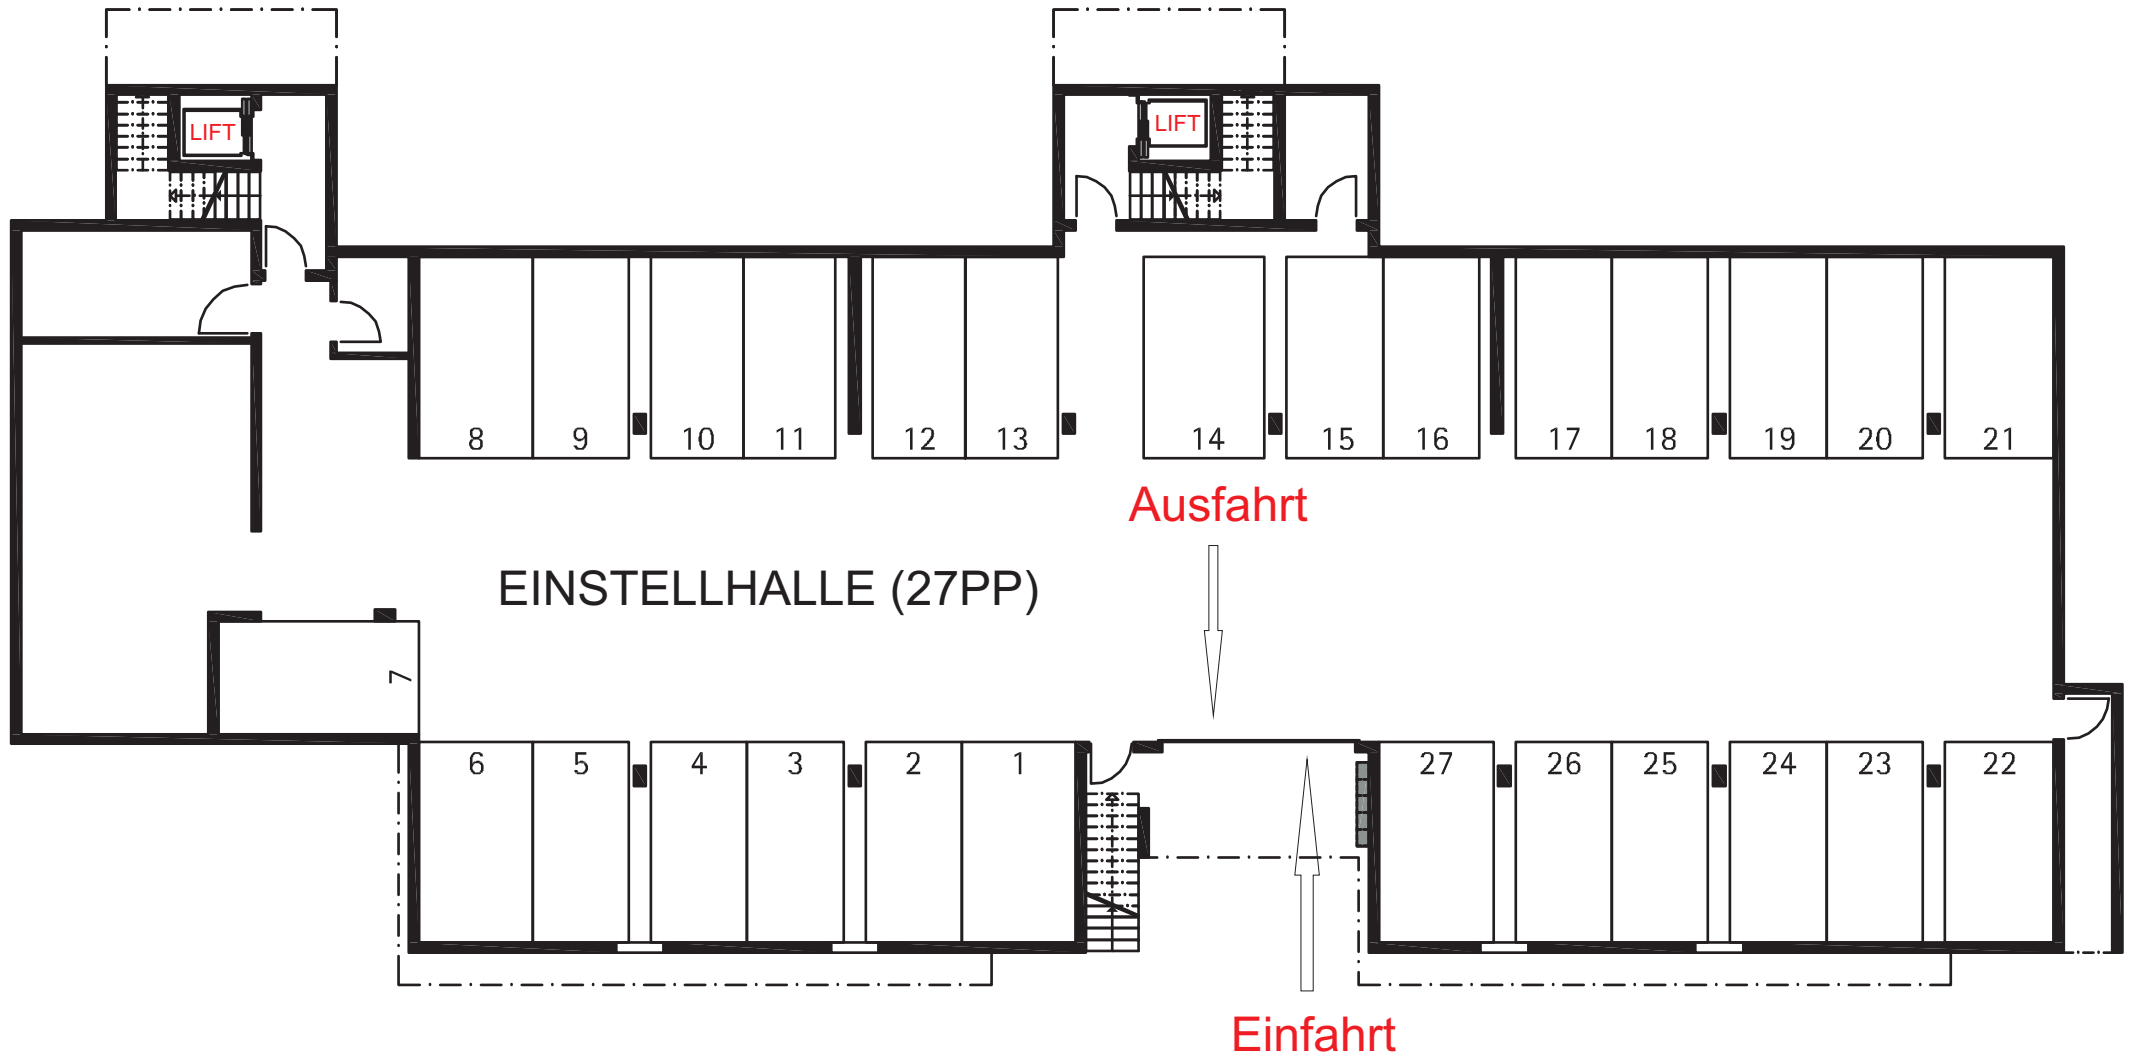 LIFT
LIFT
8 9 10 11 12 13 14 15 16 17 18 19 20 21
Ausfahrt
EINSTELLHALLE (27PP)
7
6 5 4 3 2 1 27 26 25 24 23 22
Einfahrt